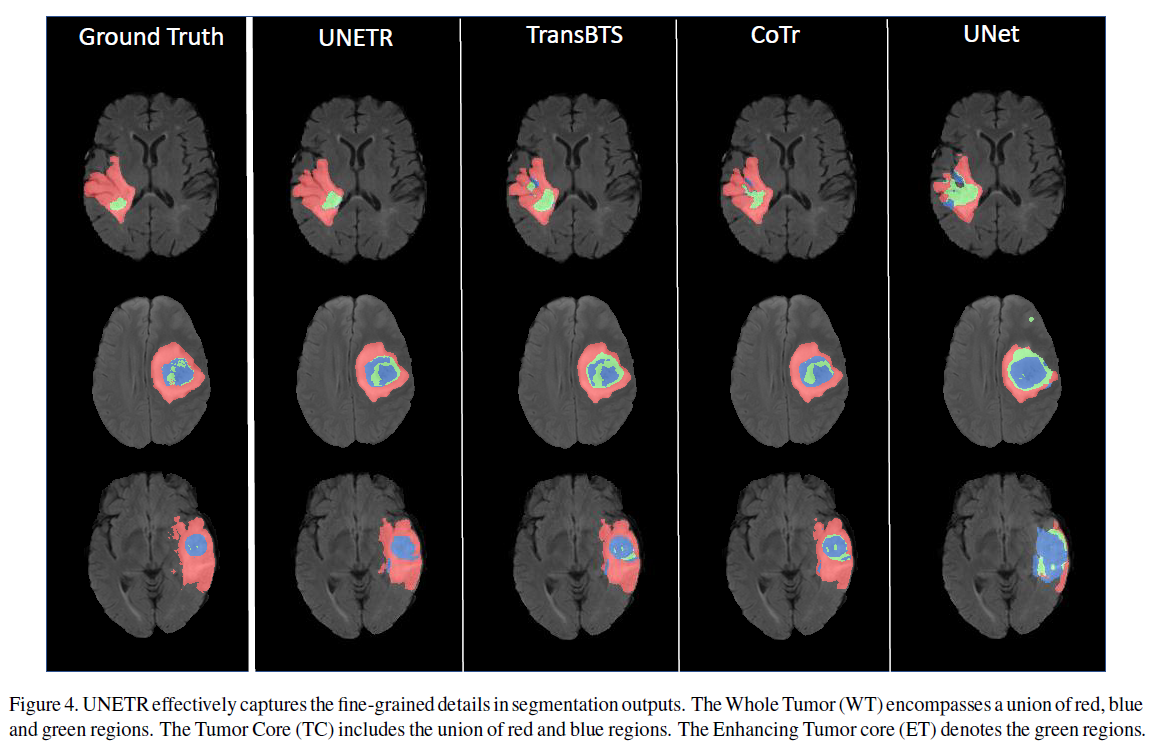 Ground Truth UNETR TransBTS CoTr UNet
Figure 4. UNETR effectively captures the fine-grained details in segmentation outputs. The Whole Tumor (WT) encompasses a union of red, blue
and green regions. The Tumor Core (TC) includes the union of red and blue regions. The Enhancing Tumor core (ET) denotes the green regions.